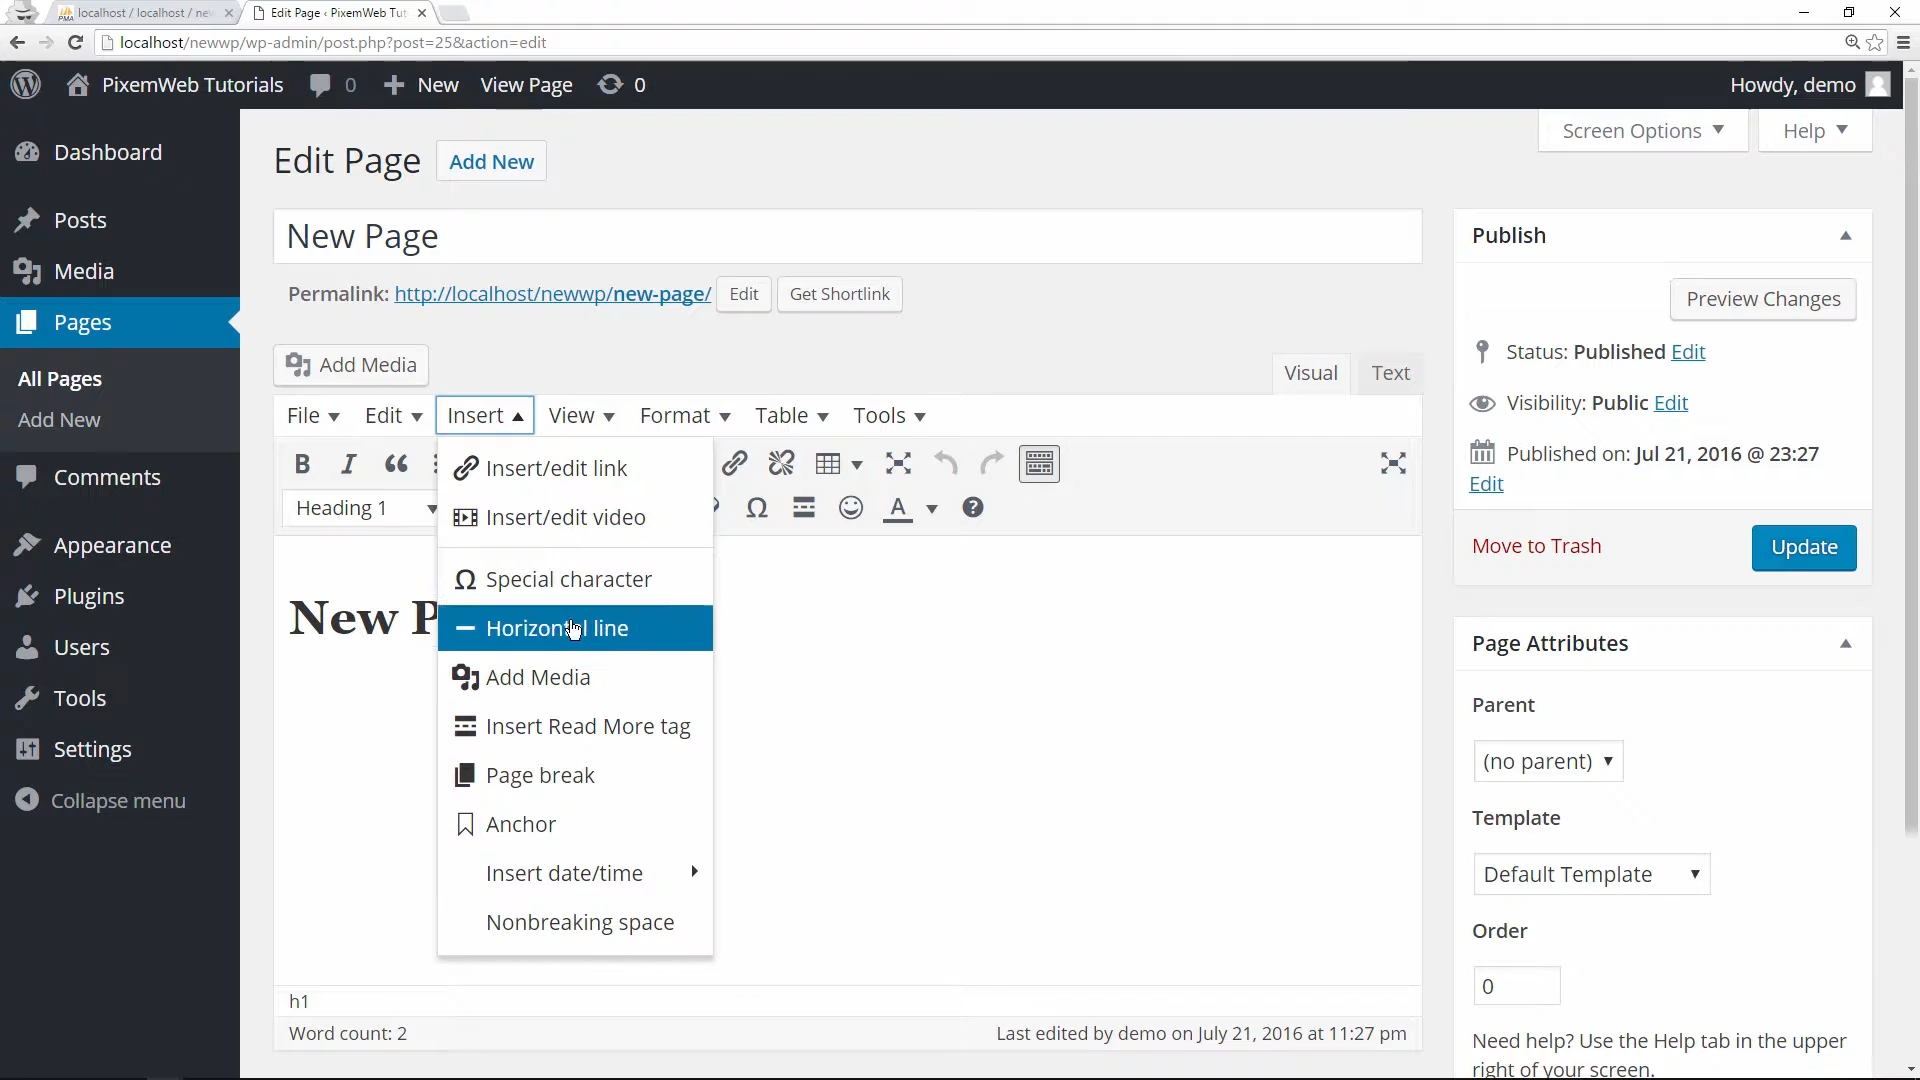 localhost / localhost / new
Edit Page ‹ PixemWeb Tut
localhost/newwp/wp-admin/post.php?post=25&action=edit
PixemWeb Tutorials
0
New
View Page
0
Howdy, demo
Screen Options
Help
Dashboard
Posts
Media
Pages
All Pages
Add New
Comments
Appearance
Plugins
Users
Tools
Settings
Collapse menu
Edit Page
Add New
New Page
Permalink: http://localhost/newwp/new-page/
Edit
Get Shortlink
Add Media
Visual
Text
File
Edit
Insert
View
Format
Table
Tools
Heading 1
Insert/edit link
Insert/edit video
Special character
Horizontal line
Add Media
Insert Read More tag
Page break
Anchor
Insert date/time
Nonbreaking space
New P
h1
Word count: 2
Last edited by demo on July 21, 2016 at 11:27 pm
Publish
Preview Changes
Status: Published Edit
Visibility: Public Edit
Published on: Jul 21, 2016 @ 23:27
Edit
Move to Trash
Update
Page Attributes
Parent
(no parent)
Template
Default Template
Order
0
Need help? Use the Help tab in the upper
right of your screen.